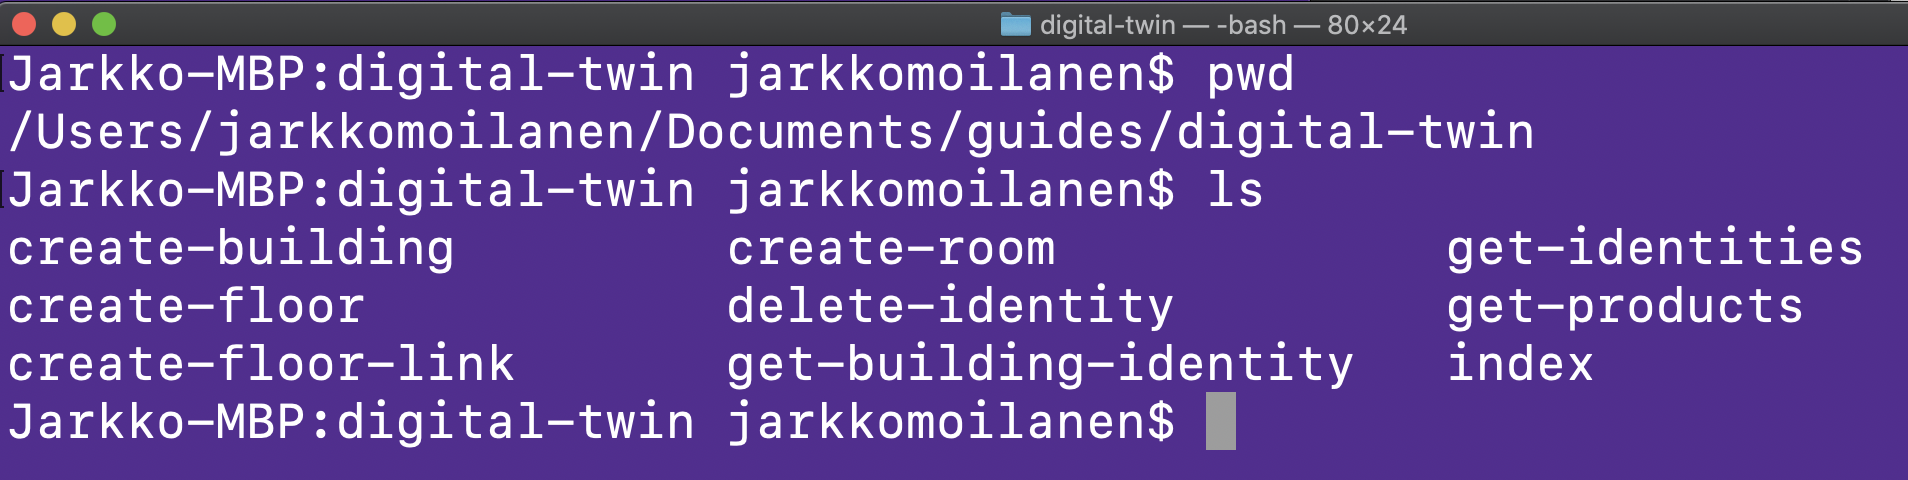 digital-twin — -bash — 80×24
Jarkko-MBP:digital-twin jarkkomoilanen$ pwd
/Users/jarkkomoilanen/Documents/guides/digital-twin
Jarkko-MBP:digital-twin jarkkomoilanen$ ls
create-building create-room get-identities
create-floor delete-identity get-products
create-floor-link get-building-identity index
Jarkko-MBP:digital-twin jarkkomoilanen$